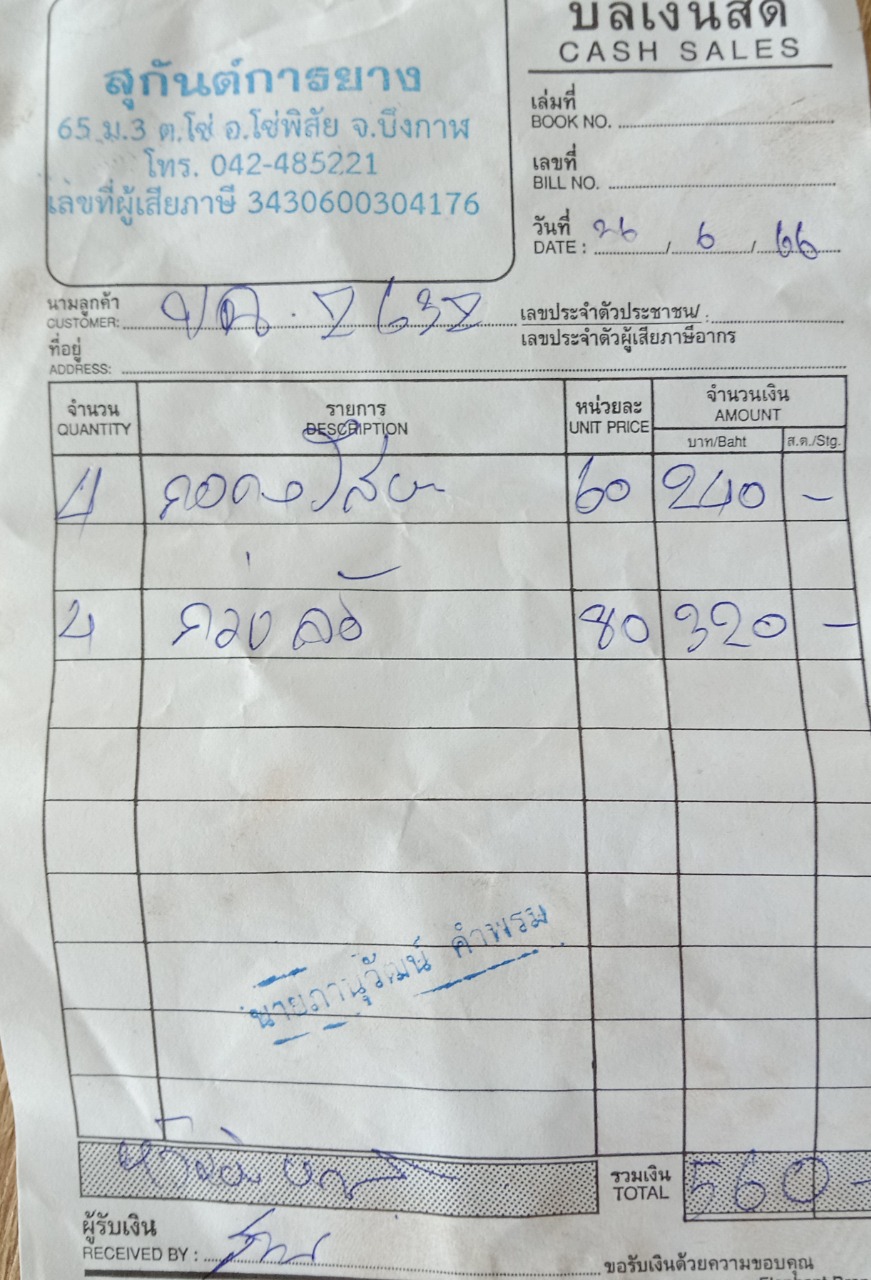 บิลเงินสด
CASH SALES
สุกันต์การยาง
65 ม.3 ต.โซ่ อ.โซ่พิสัย จ.บึงกาฬ
โทร. 042-485221
เลขที่ผู้เสียภาษี 3430600304176
เล่มที่
BOOK NO.
เลขที่
BILL NO.
วันที่
DATE : 26 / 6 / 66
นามลูกค้า
CUSTOMER:
เลขประจำตัวประชาชน/
เลขประจำตัวผู้เสียภาษีอากร
ที่อยู่
ADDRESS:
จำนวน รายการ หน่วยละ จำนวนเงิน
QUANTITY DESCRIPTION UNIT PRICE AMOUNT
บาท/Baht ส.ต./Stg.
4 60 240 -
4 ถ่วงล้อ 80 320 -
นายภานุวัฒน์ คำพรม
รวมเงิน
TOTAL 560 -
ผู้รับเงิน
RECEIVED BY :
ขอรับเงินด้วยความขอบคุณ